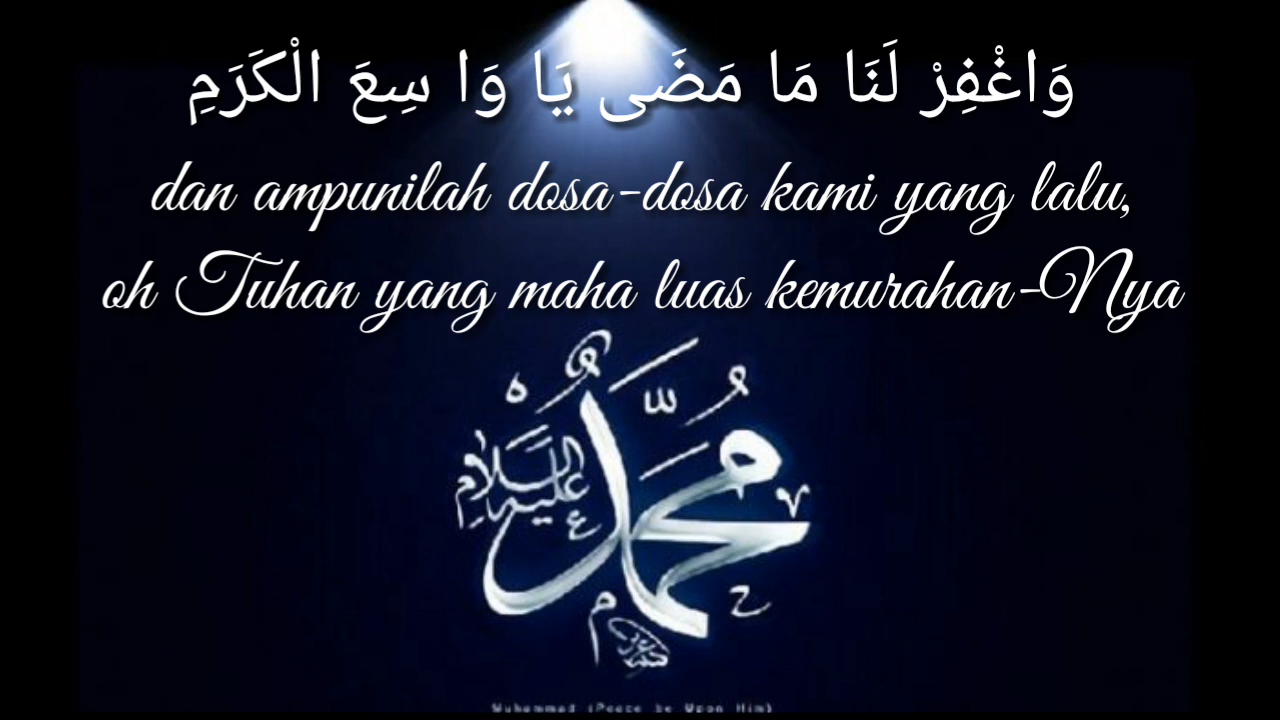 وَاغْفِرْ لَنَا مَا مَضَى يَا وَا سِعَ الْكَرَمِ
dan ampunilah dosa-dosa kami yang lalu,
oh Tuhan yang maha luas kemurahan-Nya
مُحَمَّدٌ
عليه السلام
Muhammad (Peace be Upon Him)